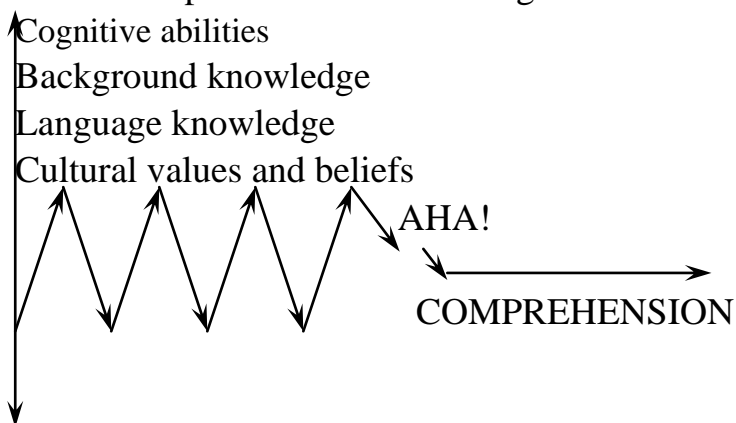 Cognitive abilities
Background knowledge
Language knowledge
Cultural values and beliefs
AHA!
COMPREHENSION